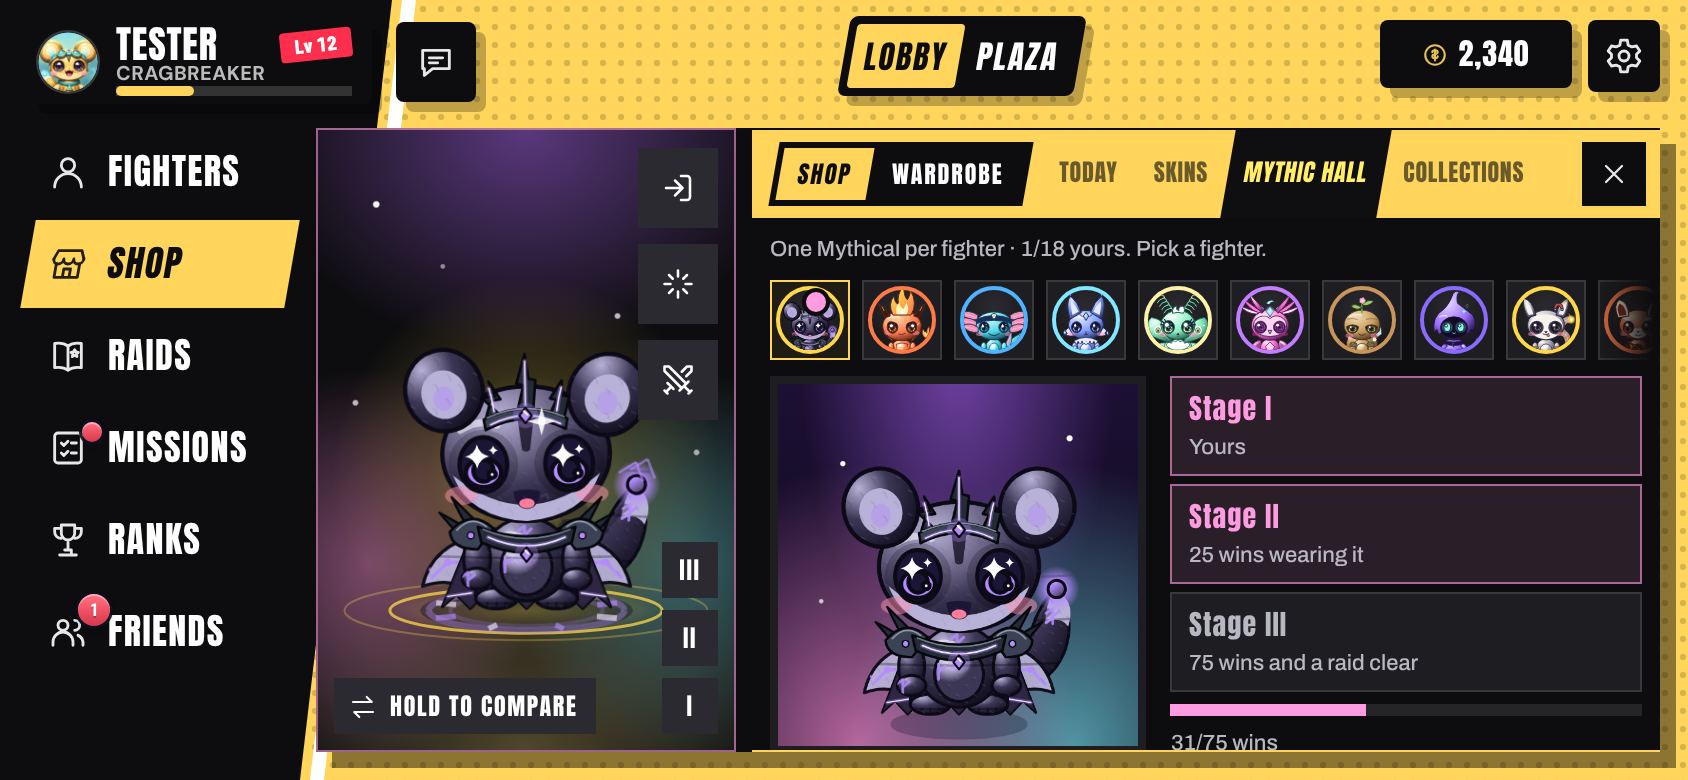 TESTER
Lv 12
CRAGBREAKER
LOBBY PLAZA
2,340
FIGHTERS
SHOP
RAIDS
MISSIONS
RANKS
1
FRIENDS
III
II
I
HOLD TO COMPARE
SHOP WARDROBE TODAY SKINS MYTHIC HALL COLLECTIONS
One Mythical per fighter · 1/18 yours. Pick a fighter.
Stage I
Yours
Stage II
25 wins wearing it
Stage III
75 wins and a raid clear
31/75 wins